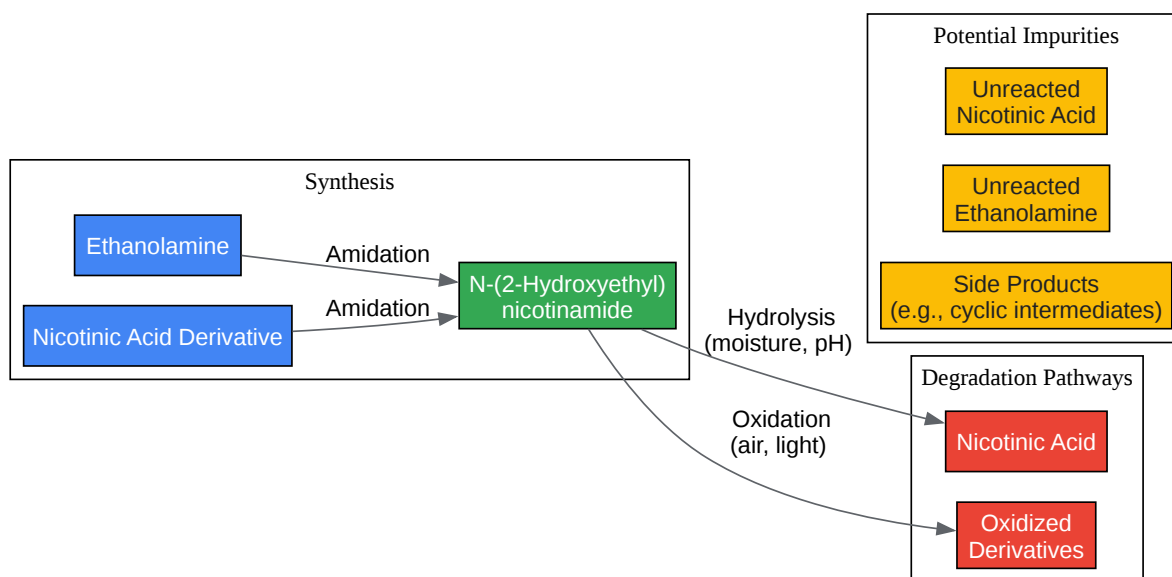 Potential Impurities
Unreacted
Nicotinic Acid
Unreacted
Ethanolamine
Side Products
(e.g., cyclic intermediates)
Synthesis
Ethanolamine
Amidation
Nicotinic Acid Derivative
Amidation
N-(2-Hydroxyethyl)
nicotinamide
Hydrolysis
(moisture, pH)
Oxidation
(air, light)
Degradation Pathways
Nicotinic Acid
Oxidized
Derivatives